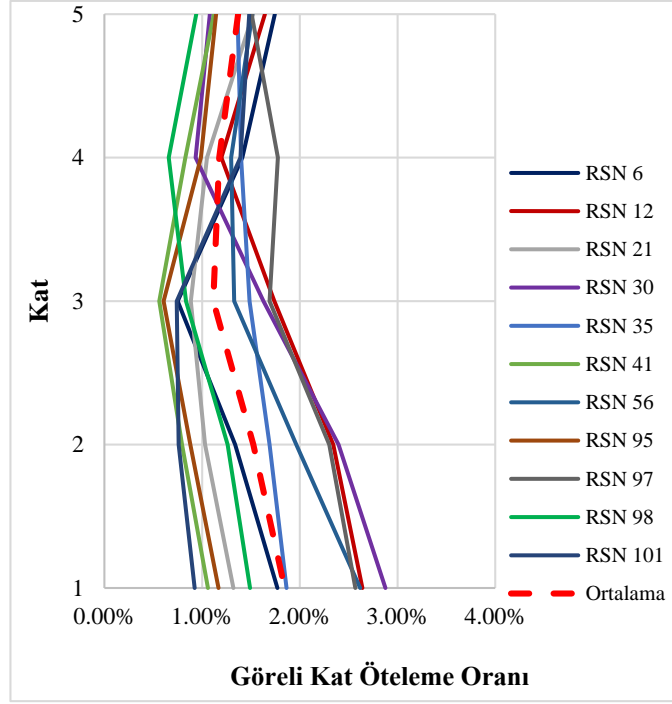 5
4
3
2
1
Kat
0.00%
1.00%
2.00%
3.00%
4.00%
Göreli Kat Öteleme Oranı
RSN 6
RSN 12
RSN 21
RSN 30
RSN 35
RSN 41
RSN 56
RSN 95
RSN 97
RSN 98
RSN 101
Ortalama